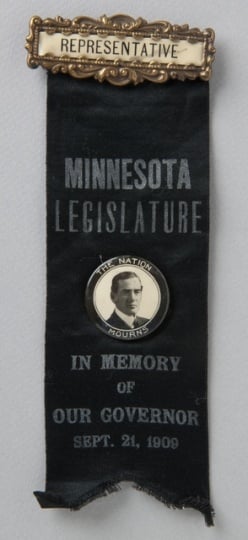 REPRESENTATIVE
MINNESOTA
LEGISLATURE
THE NATION
MOURNS
IN MEMORY
OF
OUR GOVERNOR
SEPT. 21, 1909